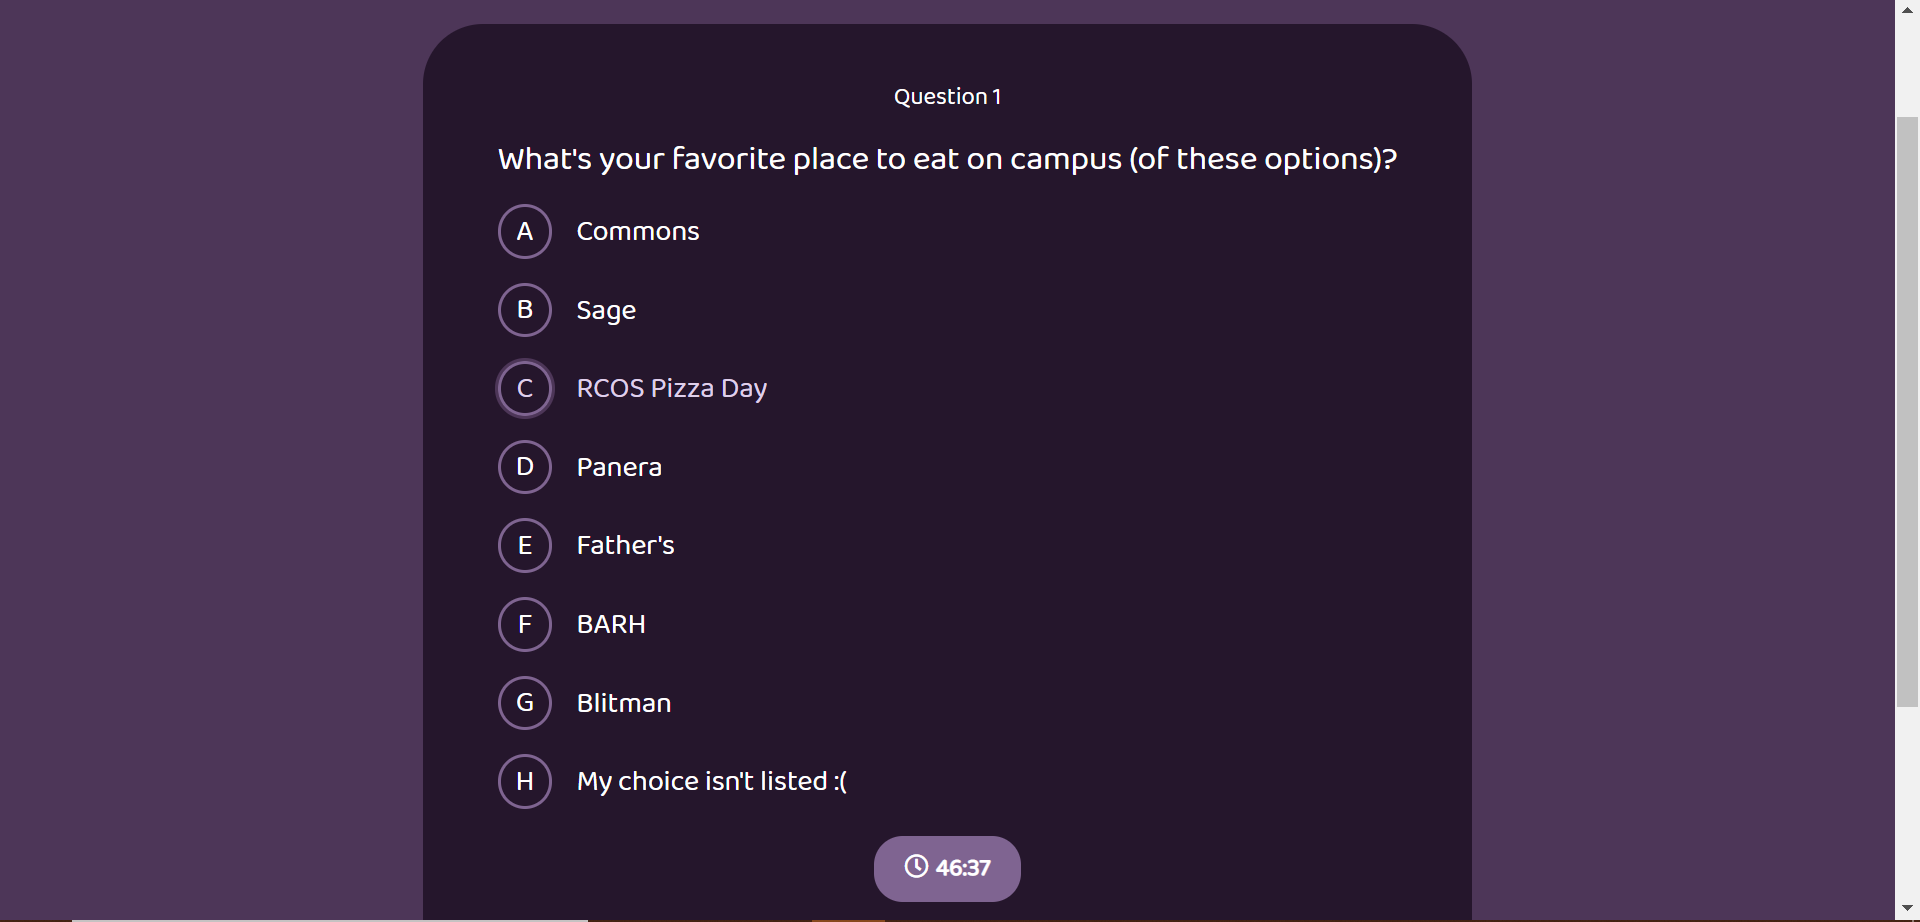 Question 1
What's your favorite place to eat on campus (of these options)?
A Commons
B Sage
C RCOS Pizza Day
D Panera
E Father's
F BARH
G Blitman
H My choice isn't listed :(
46:37